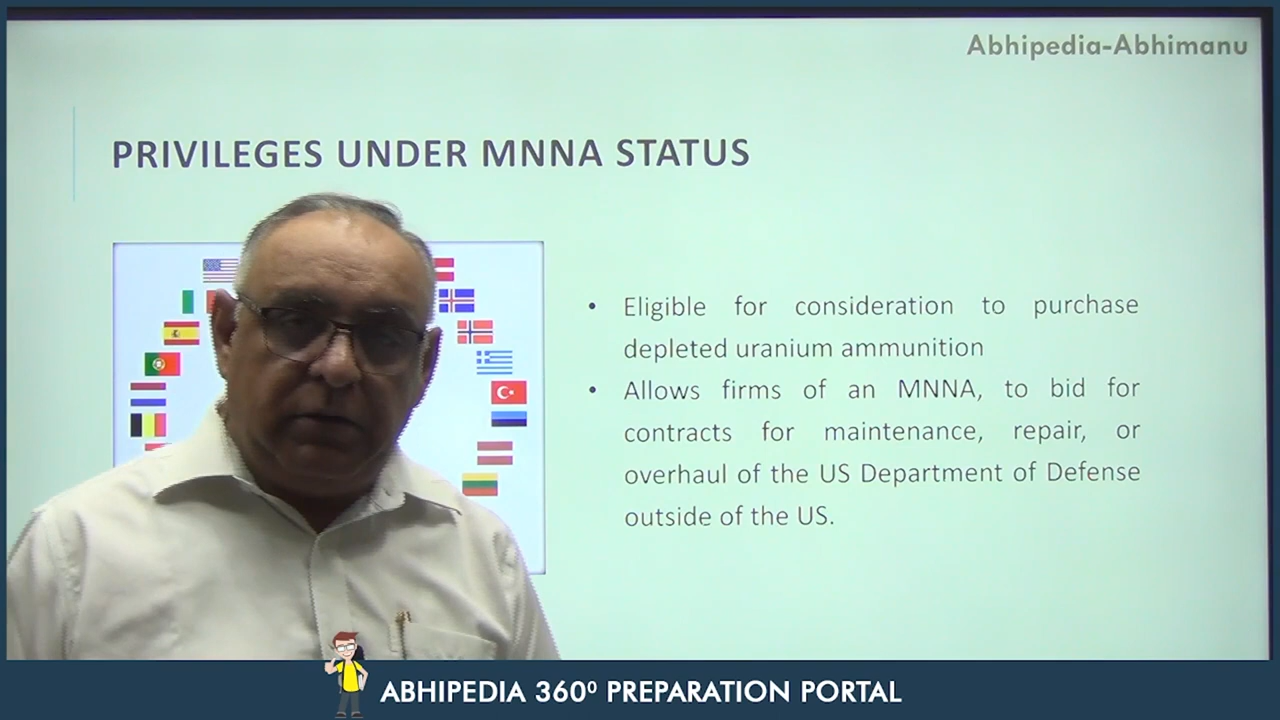 Abhipedia-Abhimanu
PRIVILEGES UNDER MNNA STATUS
• Eligible for consideration to purchase
depleted uranium ammunition
• Allows firms of an MNNA, to bid for
contracts for maintenance, repair, or
overhaul of the US Department of Defense
outside of the US.
ABHIPEDIA 360⁰ PREPARATION PORTAL